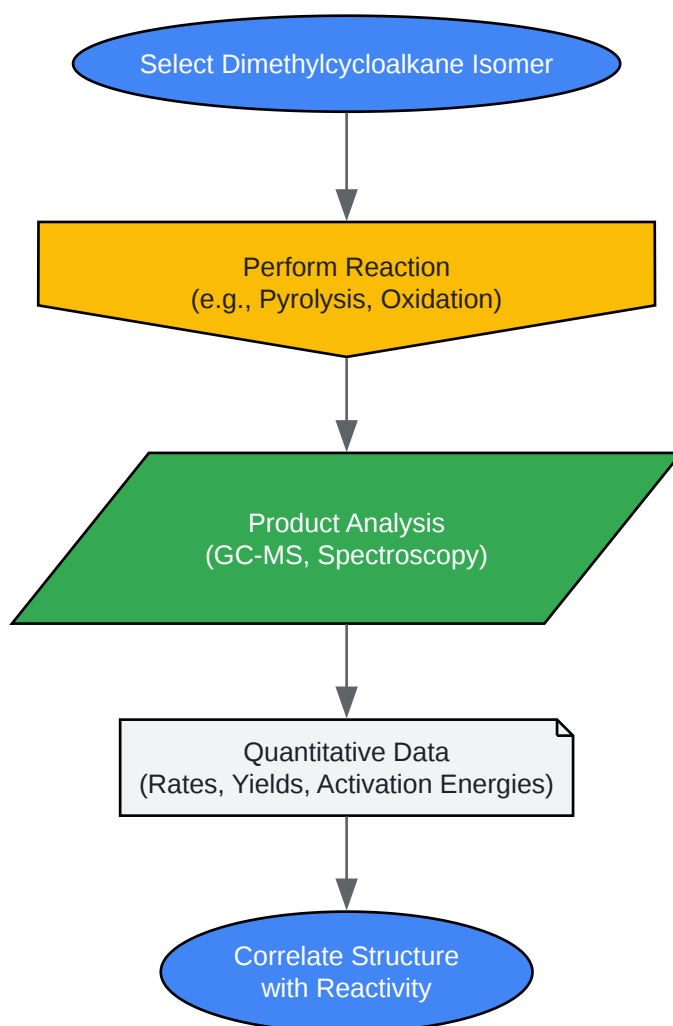 Select Dimethylcycloalkane Isomer
Perform Reaction
(e.g., Pyrolysis, Oxidation)
Product Analysis
(GC-MS, Spectroscopy)
Quantitative Data
(Rates, Yields, Activation Energies)
Correlate Structure
with Reactivity